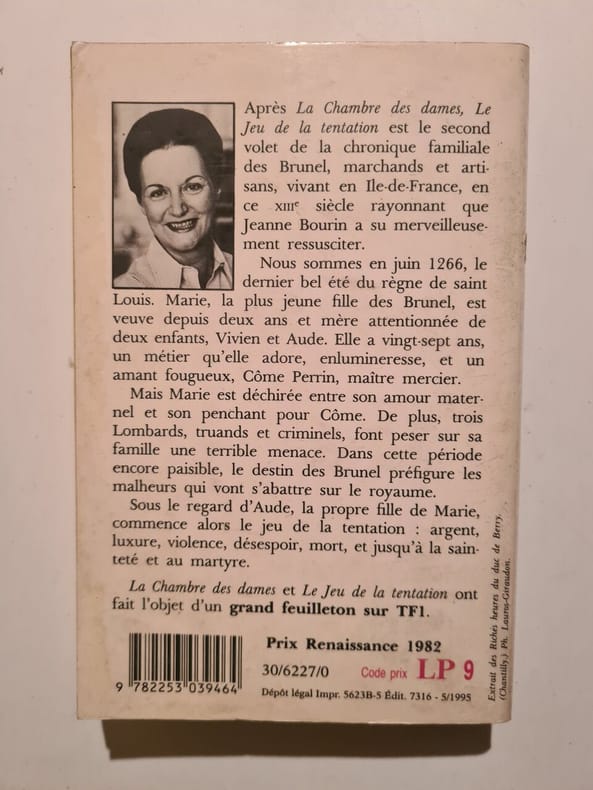 Après La Chambre des dames, Le
Jeu de la tentation est le second
volet de la chronique familiale
des Brunel, marchands et arti-
sans, vivant en Ile-de-France, en
ce XIIIe siècle rayonnant que
Jeanne Bourin a su merveilleuse-
ment ressusciter.
Nous sommes en juin 1266, le
dernier bel été du règne de saint
Louis. Marie, la plus jeune fille des Brunel, est
veuve depuis deux ans et mère attentionnée de
deux enfants, Vivien et Aude. Elle a vingt-sept ans,
un métier qu'elle adore, enlumineresse, et un
amant fougueux, Côme Perrin, maître mercier.
Mais Marie est déchirée entre son amour mater-
nel et son penchant pour Côme. De plus, trois
Lombards, truands et criminels, font peser sur sa
famille une terrible menace. Dans cette période
encore paisible, le destin des Brunel préfigure les
malheurs qui vont s'abattre sur le royaume.
Sous le regard d'Aude, la propre fille de Marie,
commence alors le jeu de la tentation : argent,
luxure, violence, désespoir, mort, et jusqu'à la sain-
teté et au martyre.
La Chambre des dames et Le Jeu de la tentation ont
fait l'objet d'un grand feuilleton sur TF1.
Extrait des Riches heures du duc de Berry.
(Chantilly.) Ph. Lauros-Giraudon.
Prix Renaissance 1982
30/6227/0 Code prix LP 9
9 782253 039464
Dépôt légal Impr. 5623B-5 Édit. 7316 - 5/1995